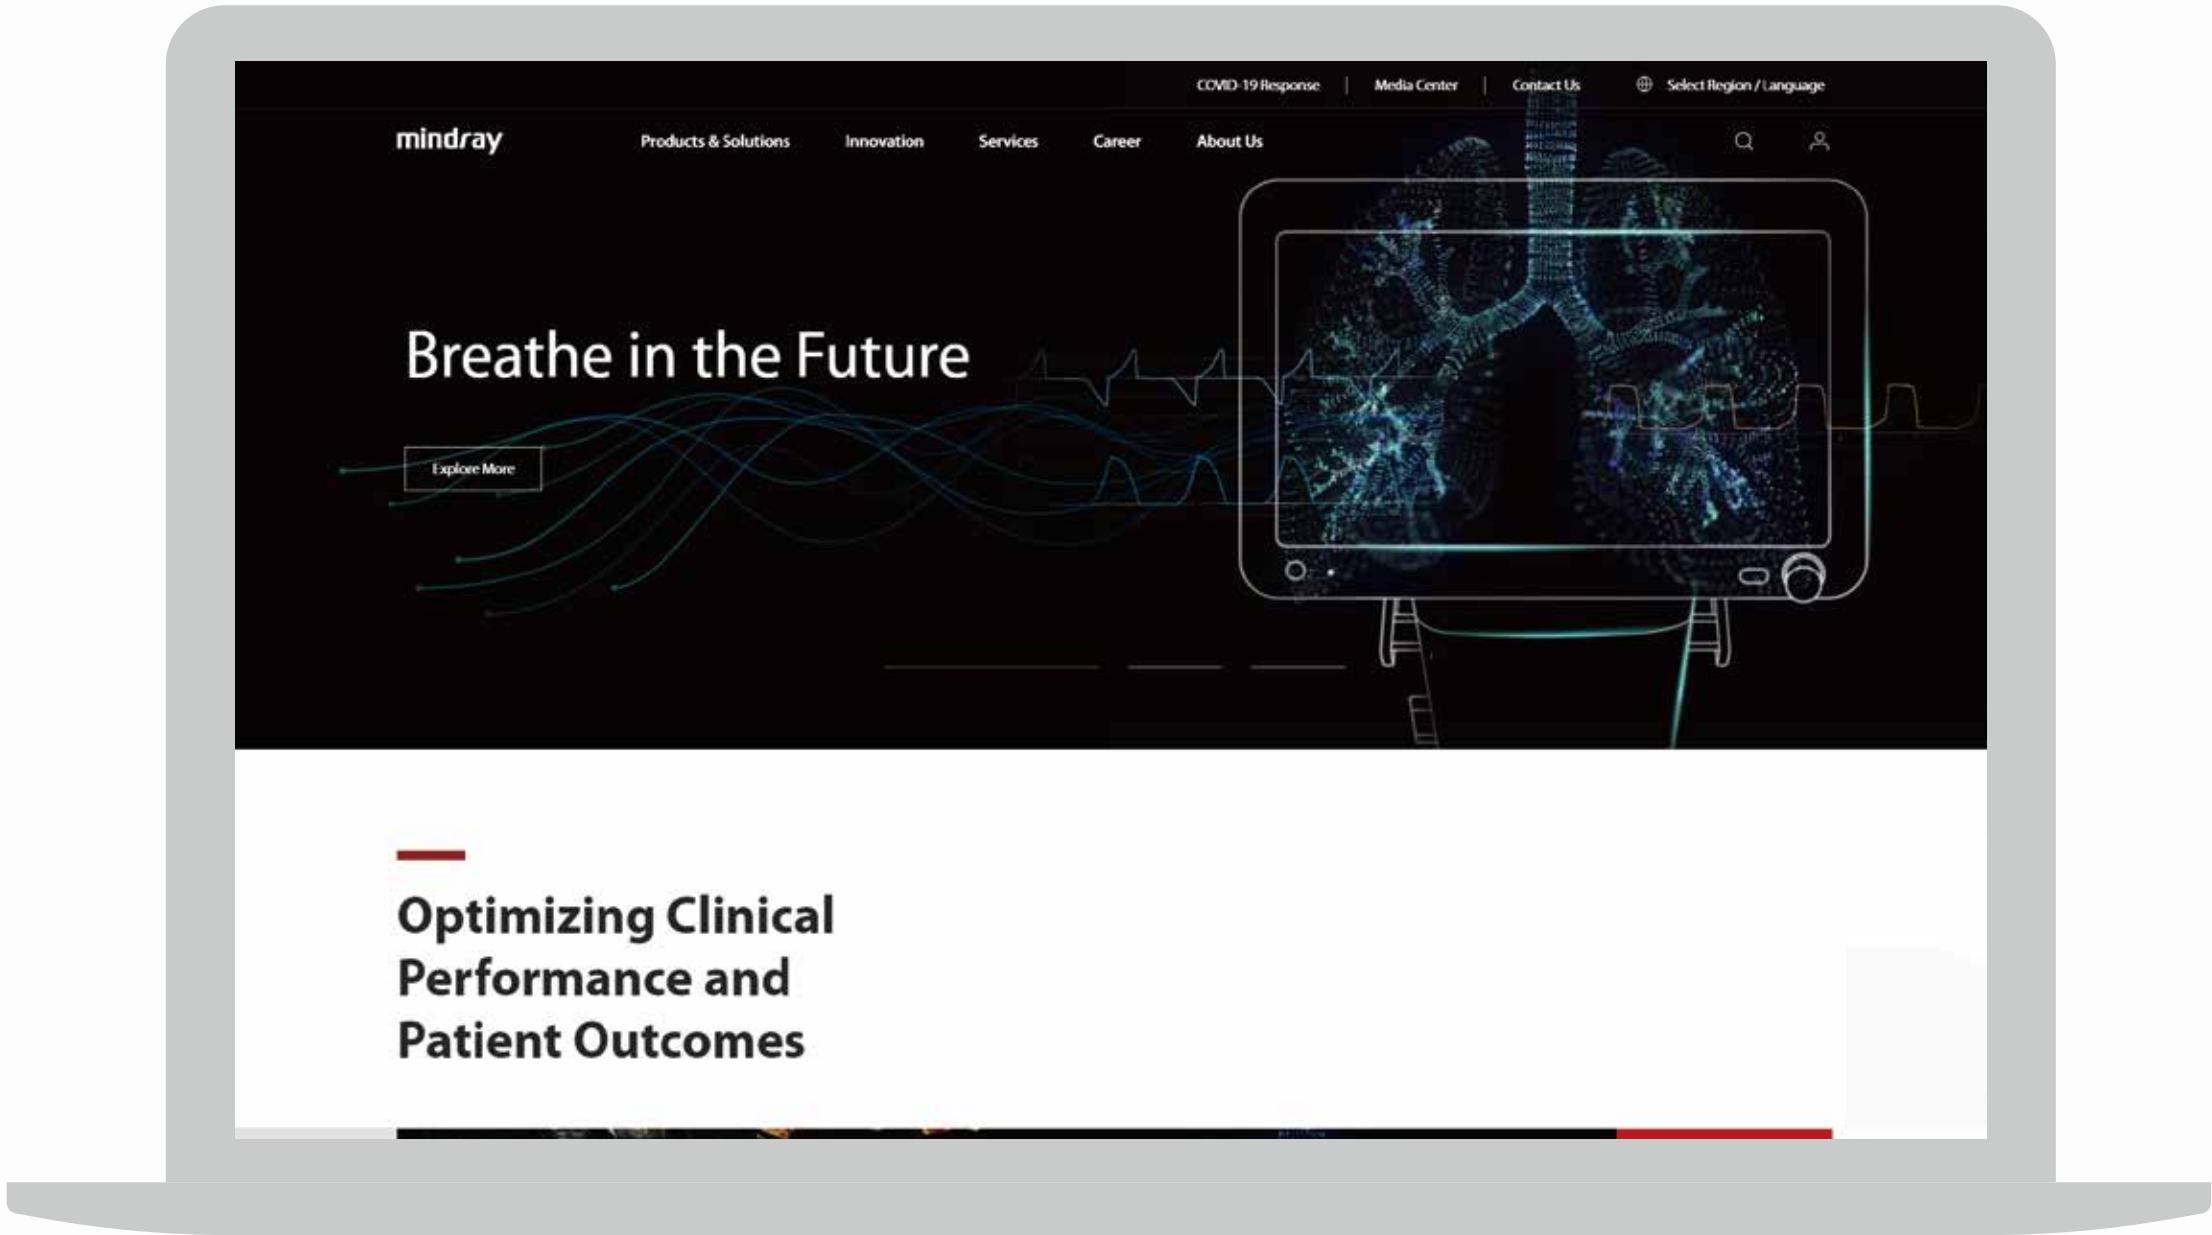 COVID-19 Response
Media Center
Contact Us
Select Region / Language
mindray
Products & Solutions
Innovation
Services
Career
About Us
Breathe in the Future
Explore More
Optimizing Clinical
Performance and
Patient Outcomes